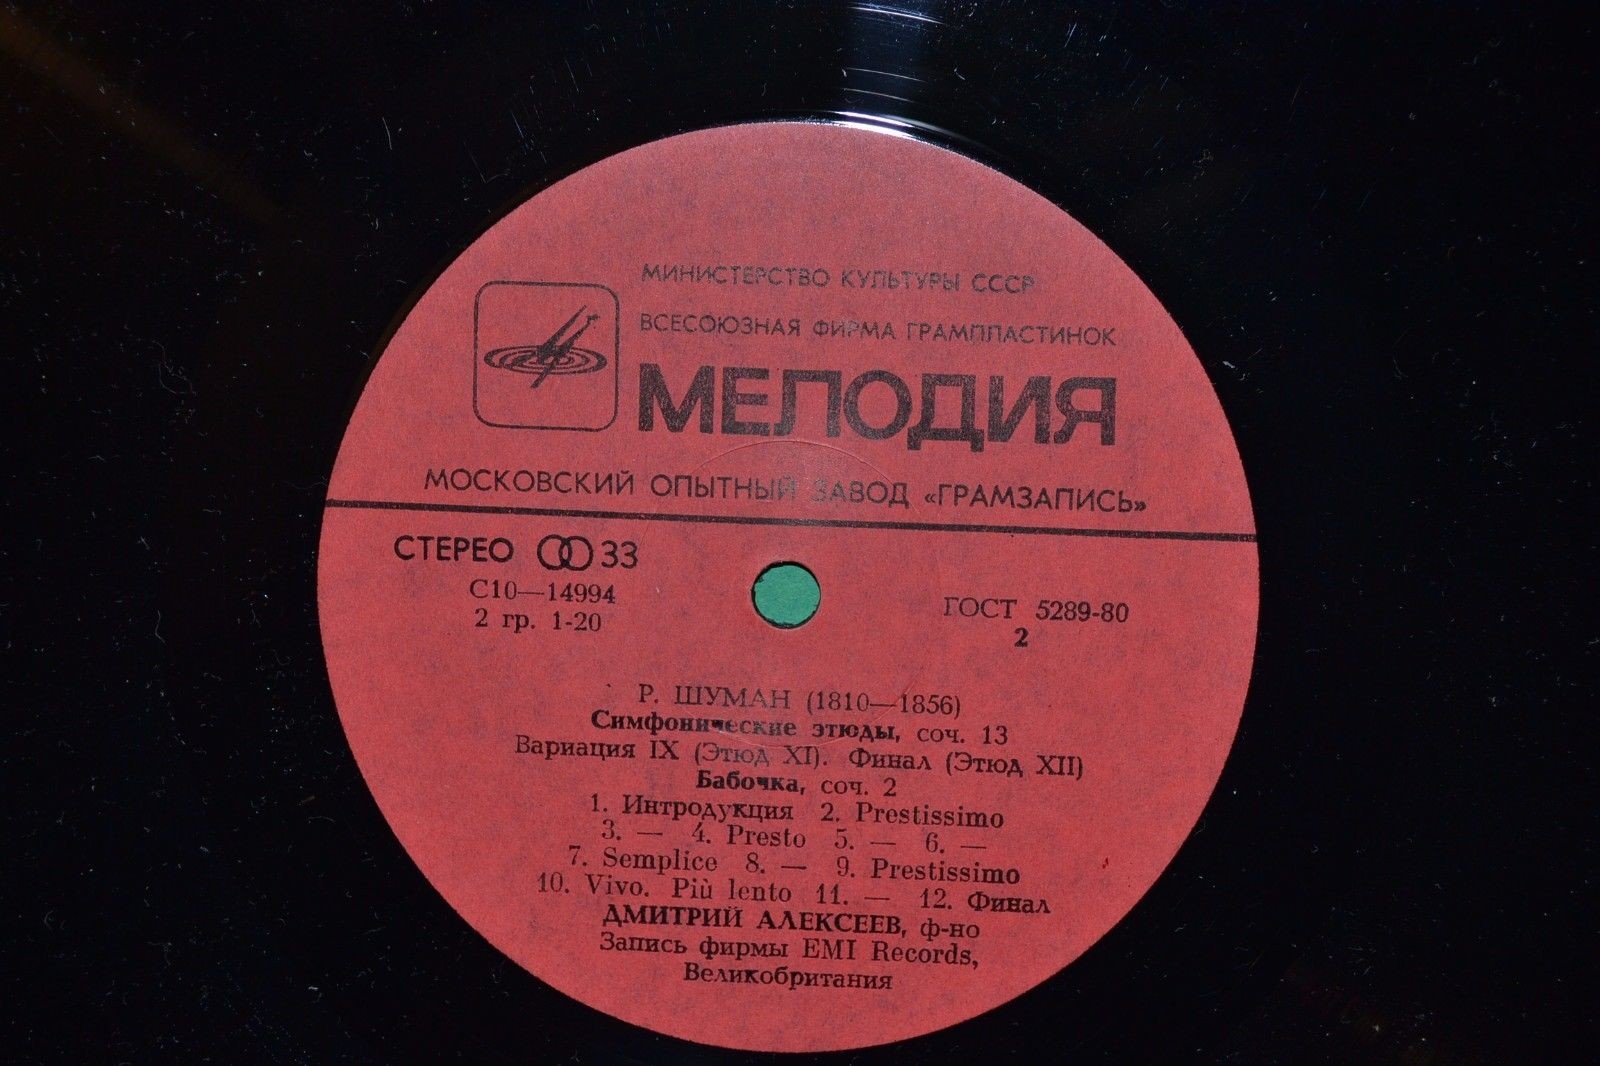 МИНИСТЕРСТВО КУЛЬТУРЫ СССР
ВСЕСОЮЗНАЯ ФИРМА ГРАМПЛАСТИНОК
МЕЛОДИЯ
МОСКОВСКИЙ ОПЫТНЫЙ ЗАВОД «ГРАМЗАПИСЬ»
СТЕРЕО 33
С10—14994
2 гр. 1-20
ГОСТ 5289-80
2
Р. ШУМАН (1810—1856)
Симфонические этюды, соч. 13
Вариация IX (Этюд XI). Финал (Этюд XII)
Бабочка, соч. 2
1. Интродукция 2. Prestissimo
3. — 4. Presto 5. — 6. —
7. Semplice 8. — 9. Prestissimo
10. Vivo. Più lento 11. — 12. Финал
ДМИТРИЙ АЛЕКСЕЕВ, ф-но
Запись фирмы EMI Records,
Великобритания